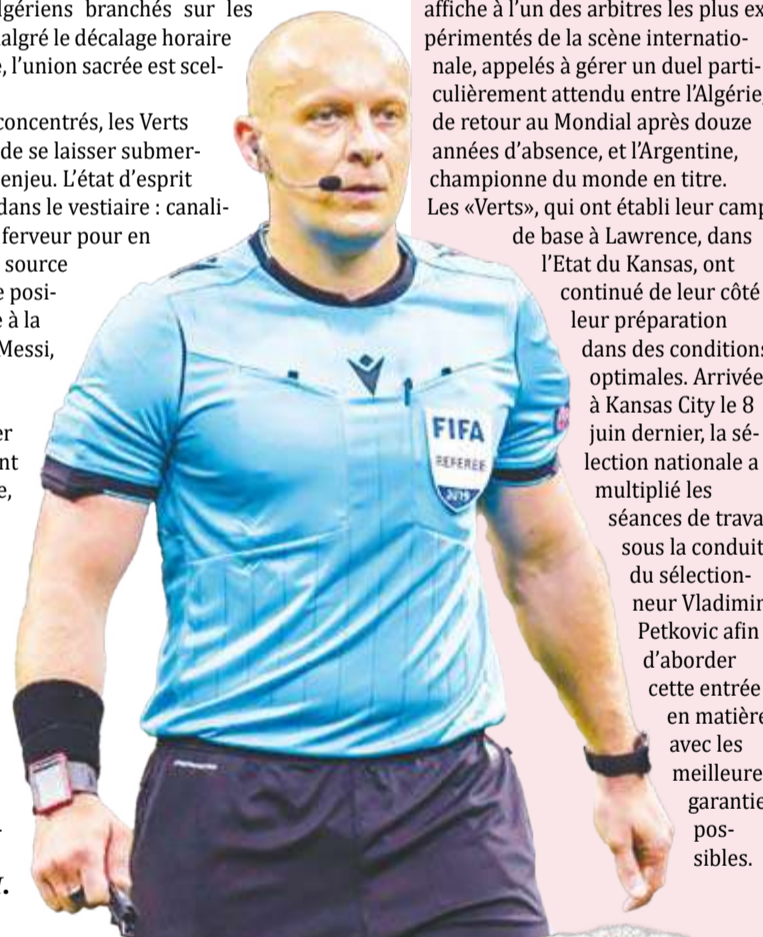 lgériens branchés sur les
algré le décalage horaire
, l’union sacrée est scel-
concentrés, les Verts
de se laisser submer-
enjeu. L’état d’esprit
dans le vestiaire : canali-
ferveur pour en
source
e posi-
e à la
Messi,
er
nt
e,
affiche à l’un des arbitres les plus ex-
périmentés de la scène internatio-
nale, appelés à gérer un duel parti-
culièrement attendu entre l’Algérie,
de retour au Mondial après douze
années d’absence, et l’Argentine,
championne du monde en titre.
Les «Verts», qui ont établi leur camp
de base à Lawrence, dans
l’Etat du Kansas, ont
continué de leur côté
leur préparation
dans des conditions
optimales. Arrivée
à Kansas City le 8
juin dernier, la sé-
lection nationale a
multiplié les
séances de trava
sous la conduit
du sélection-
neur Vladimir
Petkovic afin
d’aborder
cette entrée
en matière
avec les
meilleure
garantie
pos-
sibles.
FIFA
REFEREE